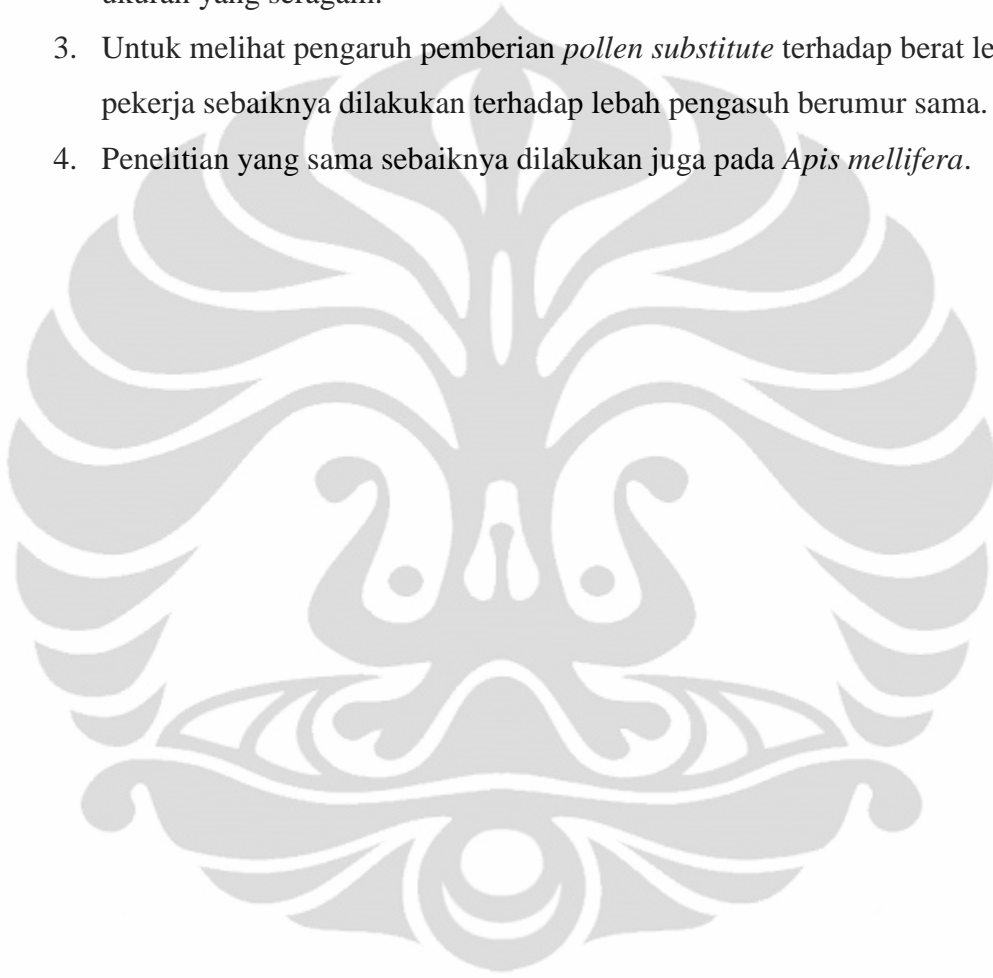 ukuran yang seragam.
3. Untuk melihat pengaruh pemberian pollen substitute terhadap berat le
pekerja sebaiknya dilakukan terhadap lebah pengasuh berumur sama.
4. Penelitian yang sama sebaiknya dilakukan juga pada Apis mellifera.